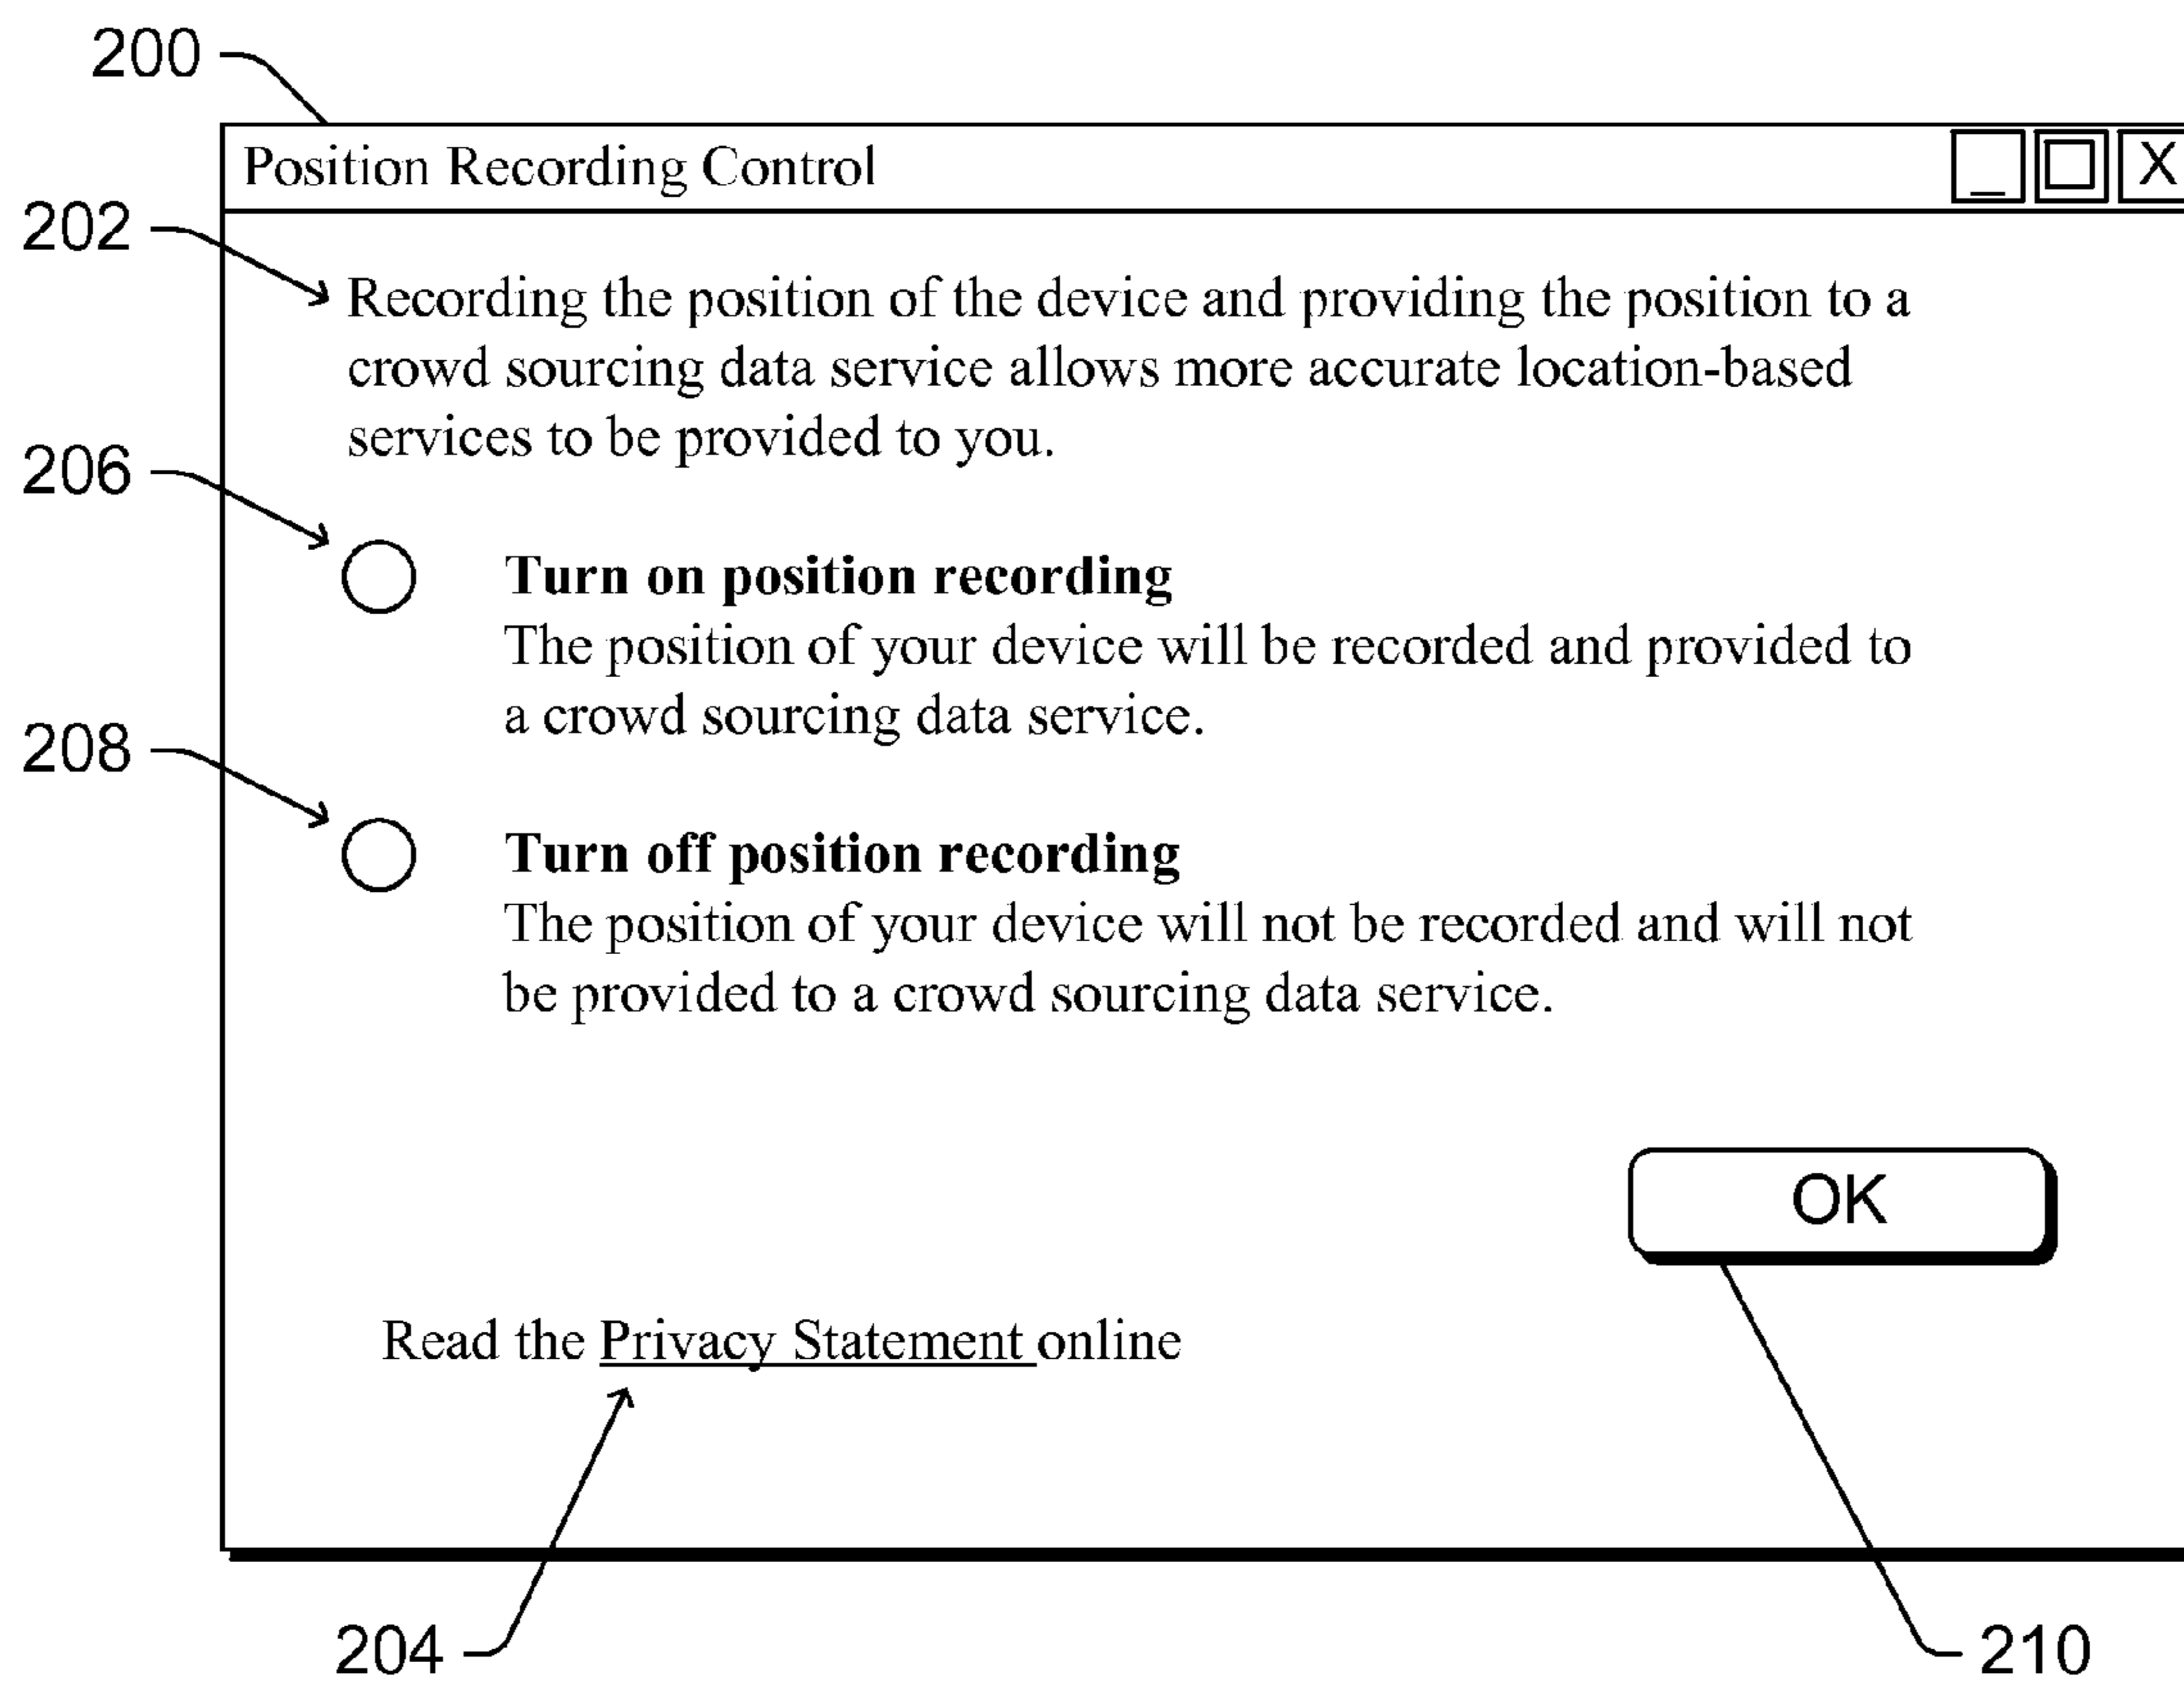 200
Position Recording Control
_ X
202
Recording the position of the device and providing the position to a
crowd sourcing data service allows more accurate location-based
services to be provided to you.
206
Turn on position recording
The position of your device will be recorded and provided to
a crowd sourcing data service.
208
Turn off position recording
The position of your device will not be recorded and will not
be provided to a crowd sourcing data service.
OK
Read the Privacy Statement online
204
210